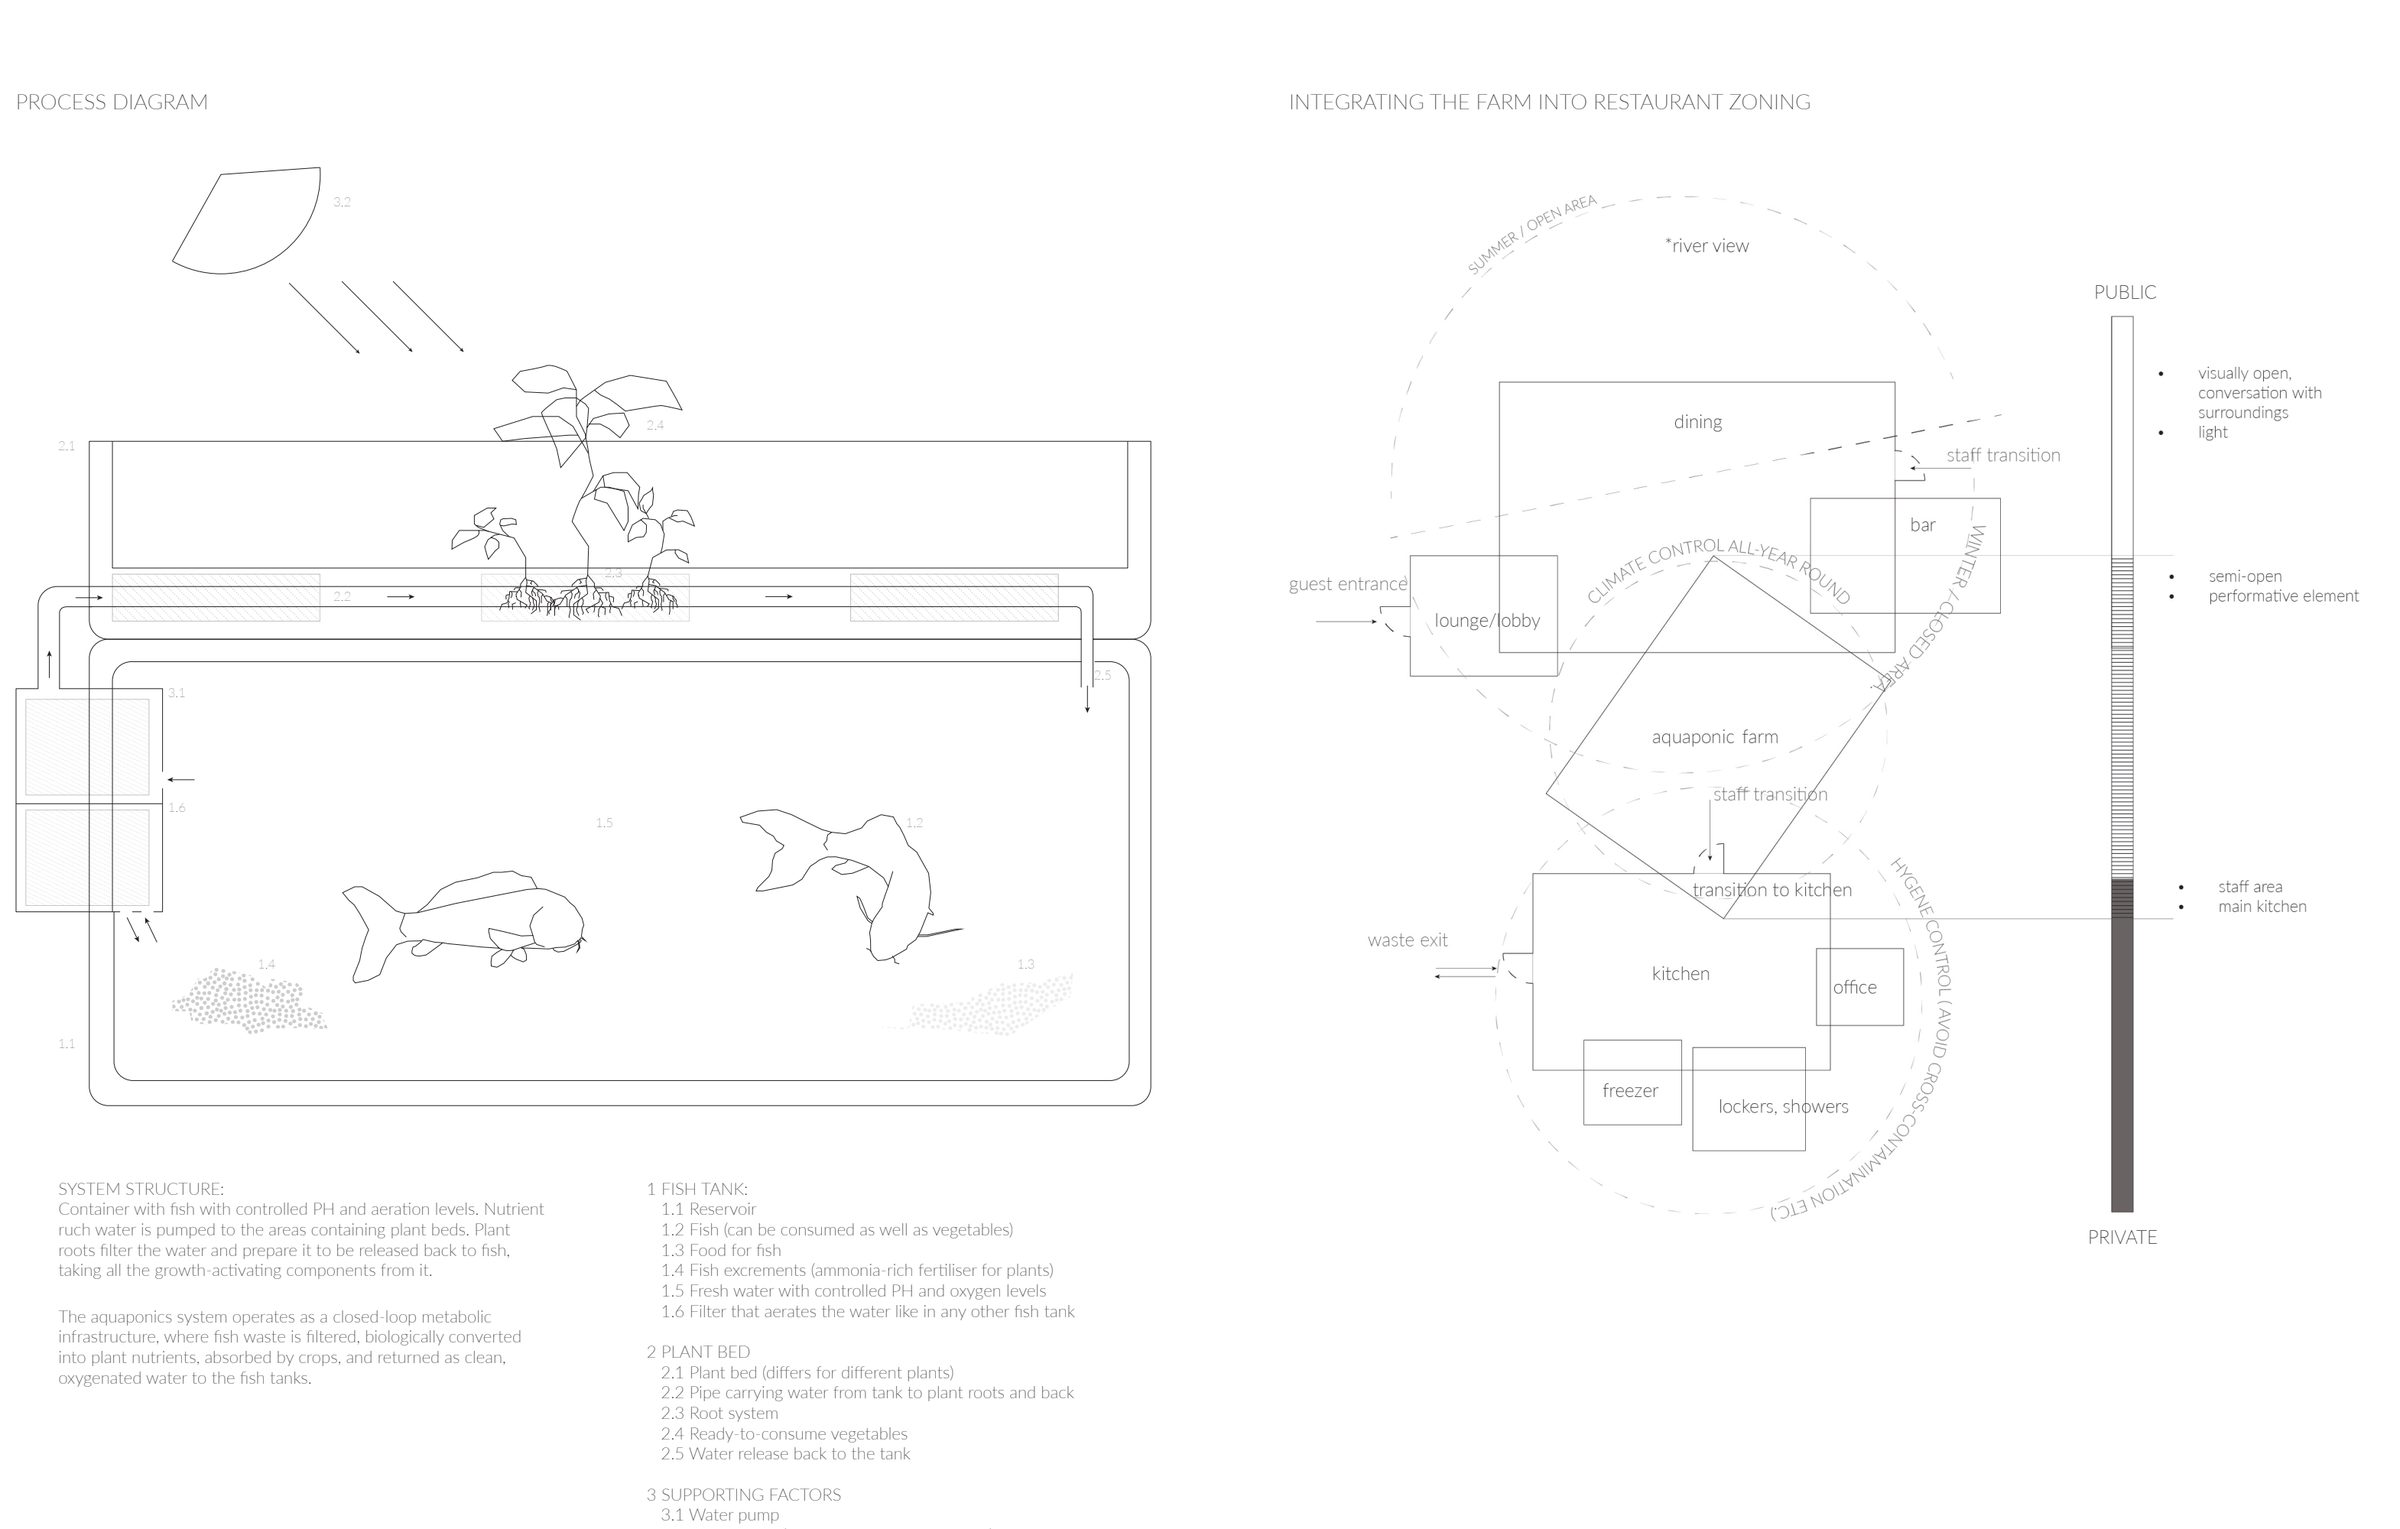 PROCESS DIAGRAM
3.2
2.1
2.4
2.3
2.2
2.5
3.1
1.6
1.5
1.2
1.4
1.3
1.1
SYSTEM STRUCTURE:
Container with fish with controlled PH and aeration levels. Nutrient
ruch water is pumped to the areas containing plant beds. Plant
roots filter the water and prepare it to be released back to fish,
taking all the growth-activating components from it.
The aquaponics system operates as a closed-loop metabolic
infrastructure, where fish waste is filtered, biologically converted
into plant nutrients, absorbed by crops, and returned as clean,
oxygenated water to the fish tanks.
1 FISH TANK:
1.1 Reservoir
1.2 Fish (can be consumed as well as vegetables)
1.3 Food for fish
1.4 Fish excrements (ammonia-rich fertiliser for plants)
1.5 Fresh water with controlled PH and oxygen levels
1.6 Filter that aerates the water like in any other fish tank
2 PLANT BED
2.1 Plant bed (differs for different plants)
2.2 Pipe carrying water from tank to plant roots and back
2.3 Root system
2.4 Ready-to-consume vegetables
2.5 Water release back to the tank
3 SUPPORTING FACTORS
3.1 Water pump
INTEGRATING THE FARM INTO RESTAURANT ZONING
SUMMER / OPEN AREA
*river view
dining
staff transition
bar
WINTER / CLOSED AREA.
CLIMATE CONTROL ALL-YEAR ROUND
guest entrance
lounge/lobby
aquaponic farm
staff transition
transition to kitchen
waste exit
kitchen
office
freezer
lockers, showers
HYGENE CONTROL ( AVOID CROSS-CONTAMINATION ETC.)
PUBLIC
• visually open,
conversation with
surroundings
• light
• semi-open
• performative element
• staff area
• main kitchen
PRIVATE